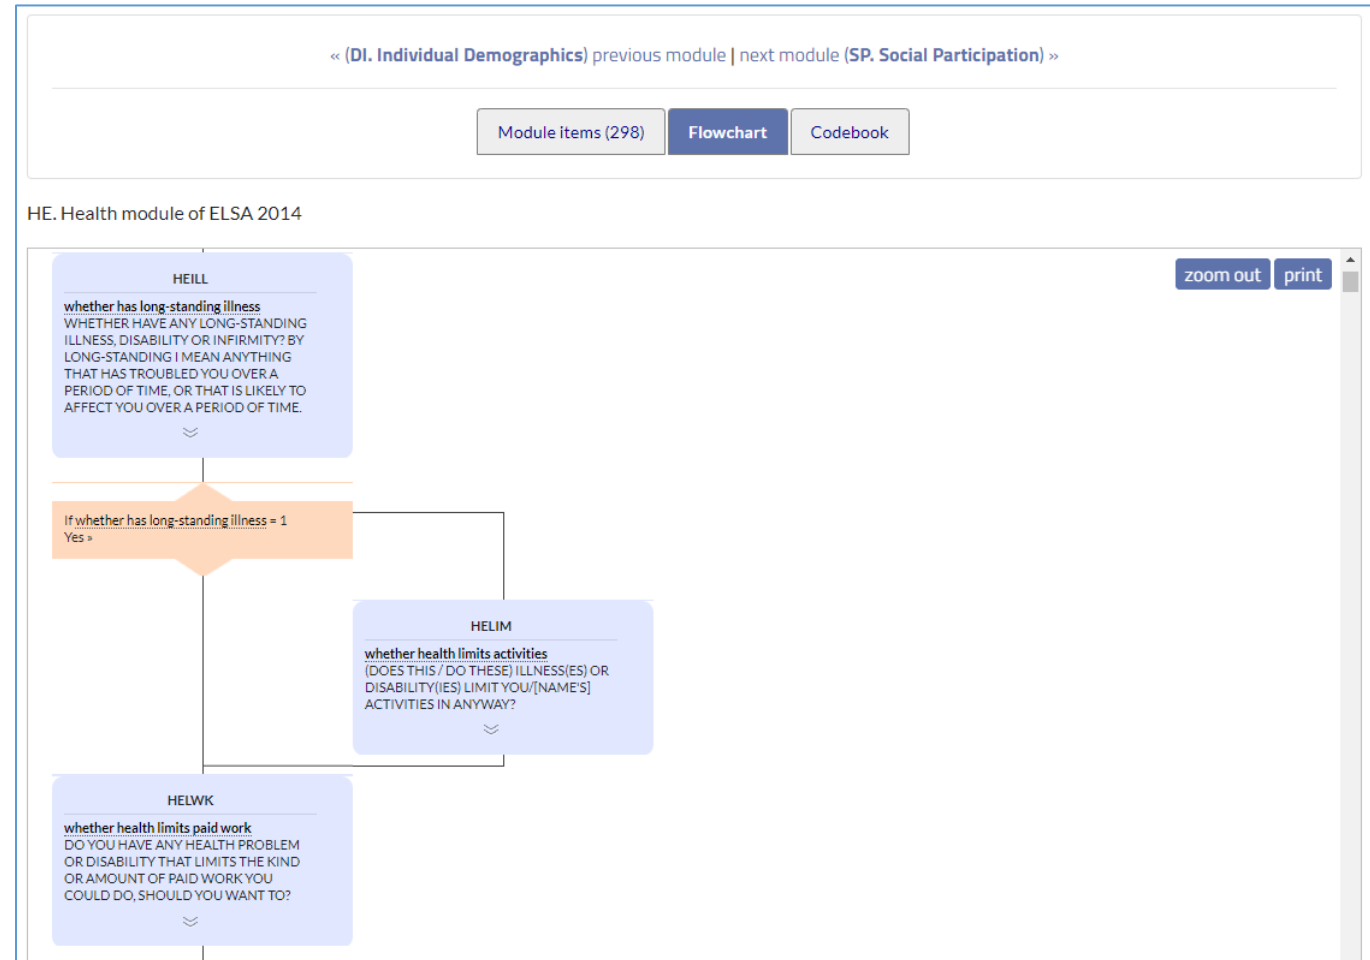 « (DI. Individual Demographics) previous module | next module (SP. Social Participation) »
Module items (298)
Flowchart
Codebook
HE. Health module of ELSA 2014
zoom out
print
HEILL
whether has long-standing illness
WHETHER HAVE ANY LONG-STANDING
ILLNESS, DISABILITY OR INFIRMITY? BY
LONG-STANDING I MEAN ANYTHING
THAT HAS TROUBLED YOU OVER A
PERIOD OF TIME, OR THAT IS LIKELY TO
AFFECT YOU OVER A PERIOD OF TIME.
If whether has long-standing illness = 1
Yes »
HELIM
whether health limits activities
(DOES THIS / DO THESE) ILLNESS(ES) OR
DISABILITY(IES) LIMIT YOU/[NAME'S]
ACTIVITIES IN ANYWAY?
HELWK
whether health limits paid work
DO YOU HAVE ANY HEALTH PROBLEM
OR DISABILITY THAT LIMITS THE KIND
OR AMOUNT OF PAID WORK YOU
COULD DO, SHOULD YOU WANT TO?